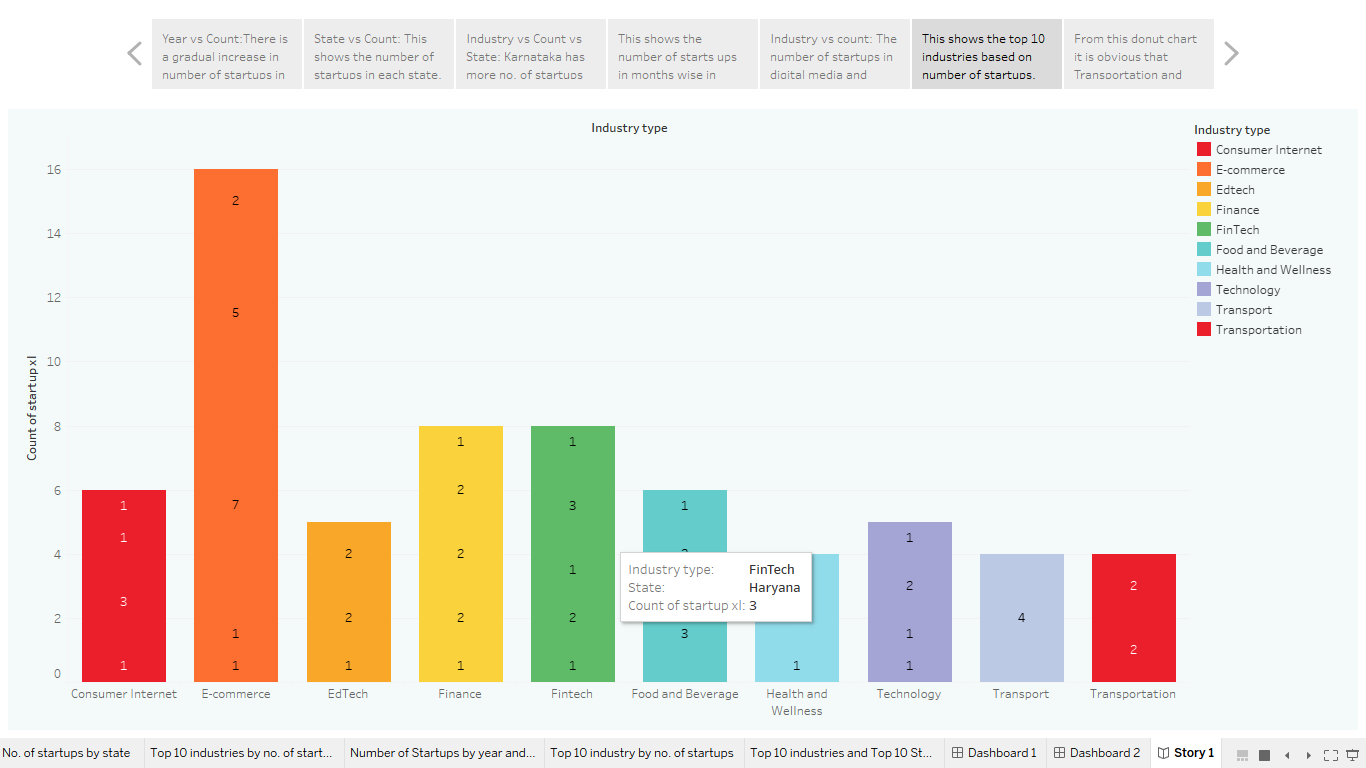 Year vs Count:There is
a gradual increase in
number of startups in
State vs Count: This
shows the number of
startups in each state.
Industry vs Count vs
State: Karnataka has
more no. of startups
This shows the
number of starts ups
in months wise in
Industry vs count: The
number of startups in
digital media and
This shows the top 10
industries based on
number of startups.
From this donut chart
it is obvious that
Transportation and
Industry type
Industry type
Consumer Internet
E-commerce
Edtech
Finance
FinTech
Food and Beverage
Health and Wellness
Technology
Transport
Transportation
Count of startup xl
16
14
12
10
8
6
4
2
0
1
1
3
1
2
5
7
1
1
2
2
1
1
2
2
2
1
1
3
1
2
1
1
3
1
1
2
1
1
4
2
2
Industry type: FinTech
State: Haryana
Count of startup xl: 3
Consumer Internet
E-commerce
EdTech
Finance
Fintech
Food and Beverage
Health and
Wellness
Technology
Transport
Transportation
No. of startups by state
Top 10 industries by no. of start...
Number of Startups by year and...
Top 10 industry by no. of startups
Top 10 industries and Top 10 St...
Dashboard 1
Dashboard 2
Story 1